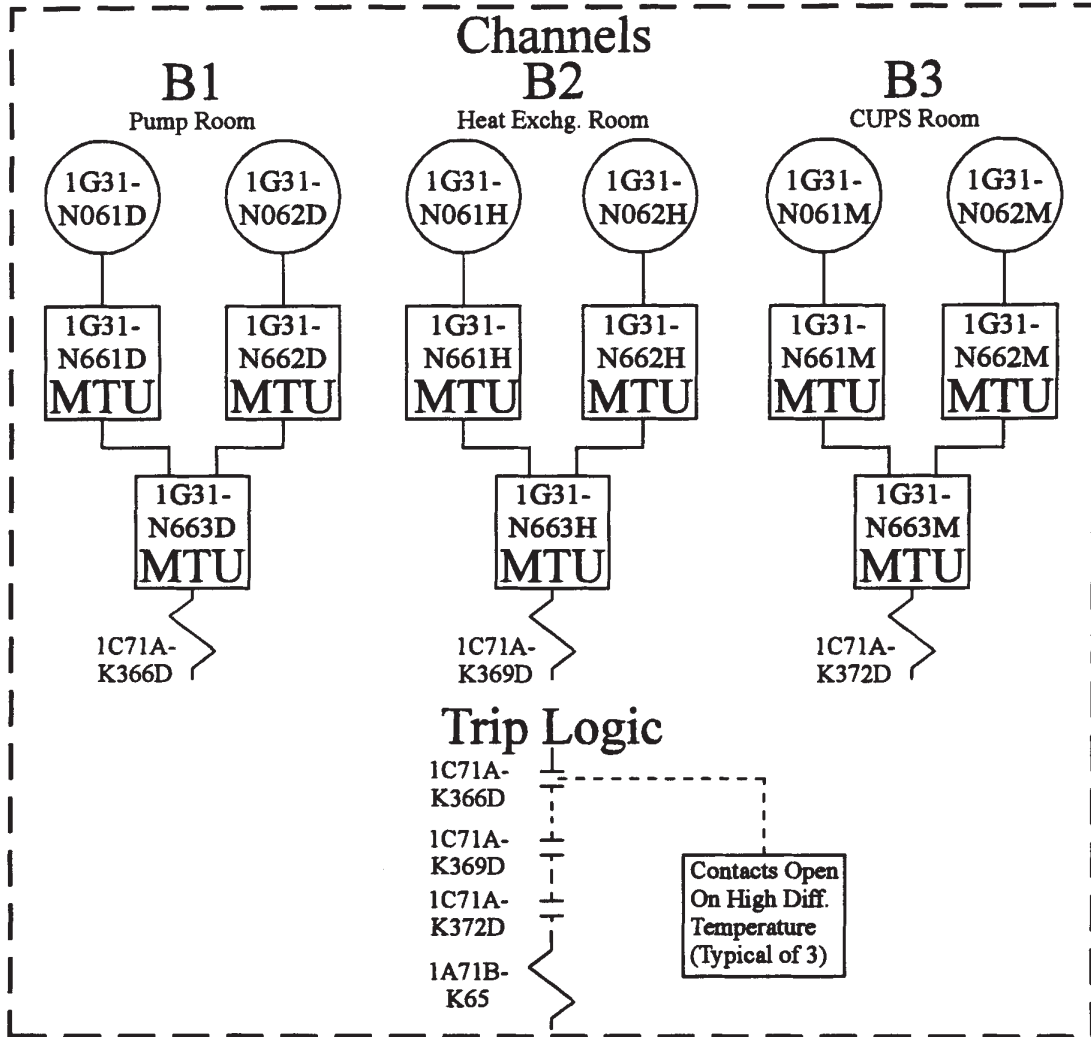 Channels
B1
B2
B3
Pump Room
Heat Exchg. Room
CUPS Room
1G31-
N061D
1G31-
N062D
1G31-
N061H
1G31-
N062H
1G31-
N061M
1G31-
N062M
1G31-
N661D
MTU
1G31-
N662D
MTU
1G31-
N661H
MTU
1G31-
N662H
MTU
1G31-
N661M
MTU
1G31-
N662M
MTU
1G31-
N663D
MTU
1G31-
N663H
MTU
1G31-
N663M
MTU
1C71A-
K366D
1C71A-
K369D
1C71A-
K372D
Trip Logic
1C71A-
K366D
1C71A-
K369D
1C71A-
K372D
1A71B-
K65
Contacts Open
On High Diff.
Temperature
(Typical of 3)